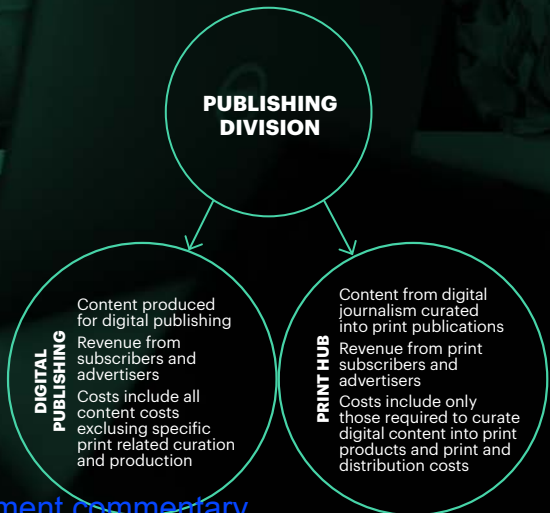 PUBLISHING
DIVISION
DIGITAL
PUBLISHING
Content produced
for digital publishing
Revenue from
subscribers and
advertisers
Costs include all
content costs
exclusing specific
print related curation
and production
PRINT HUB
Content from digital
journalism curated
into print publications
Revenue from print
subscribers and
advertisers
Costs include only
those required to curate
digital content into print
products and print and
distribution costs
commentary